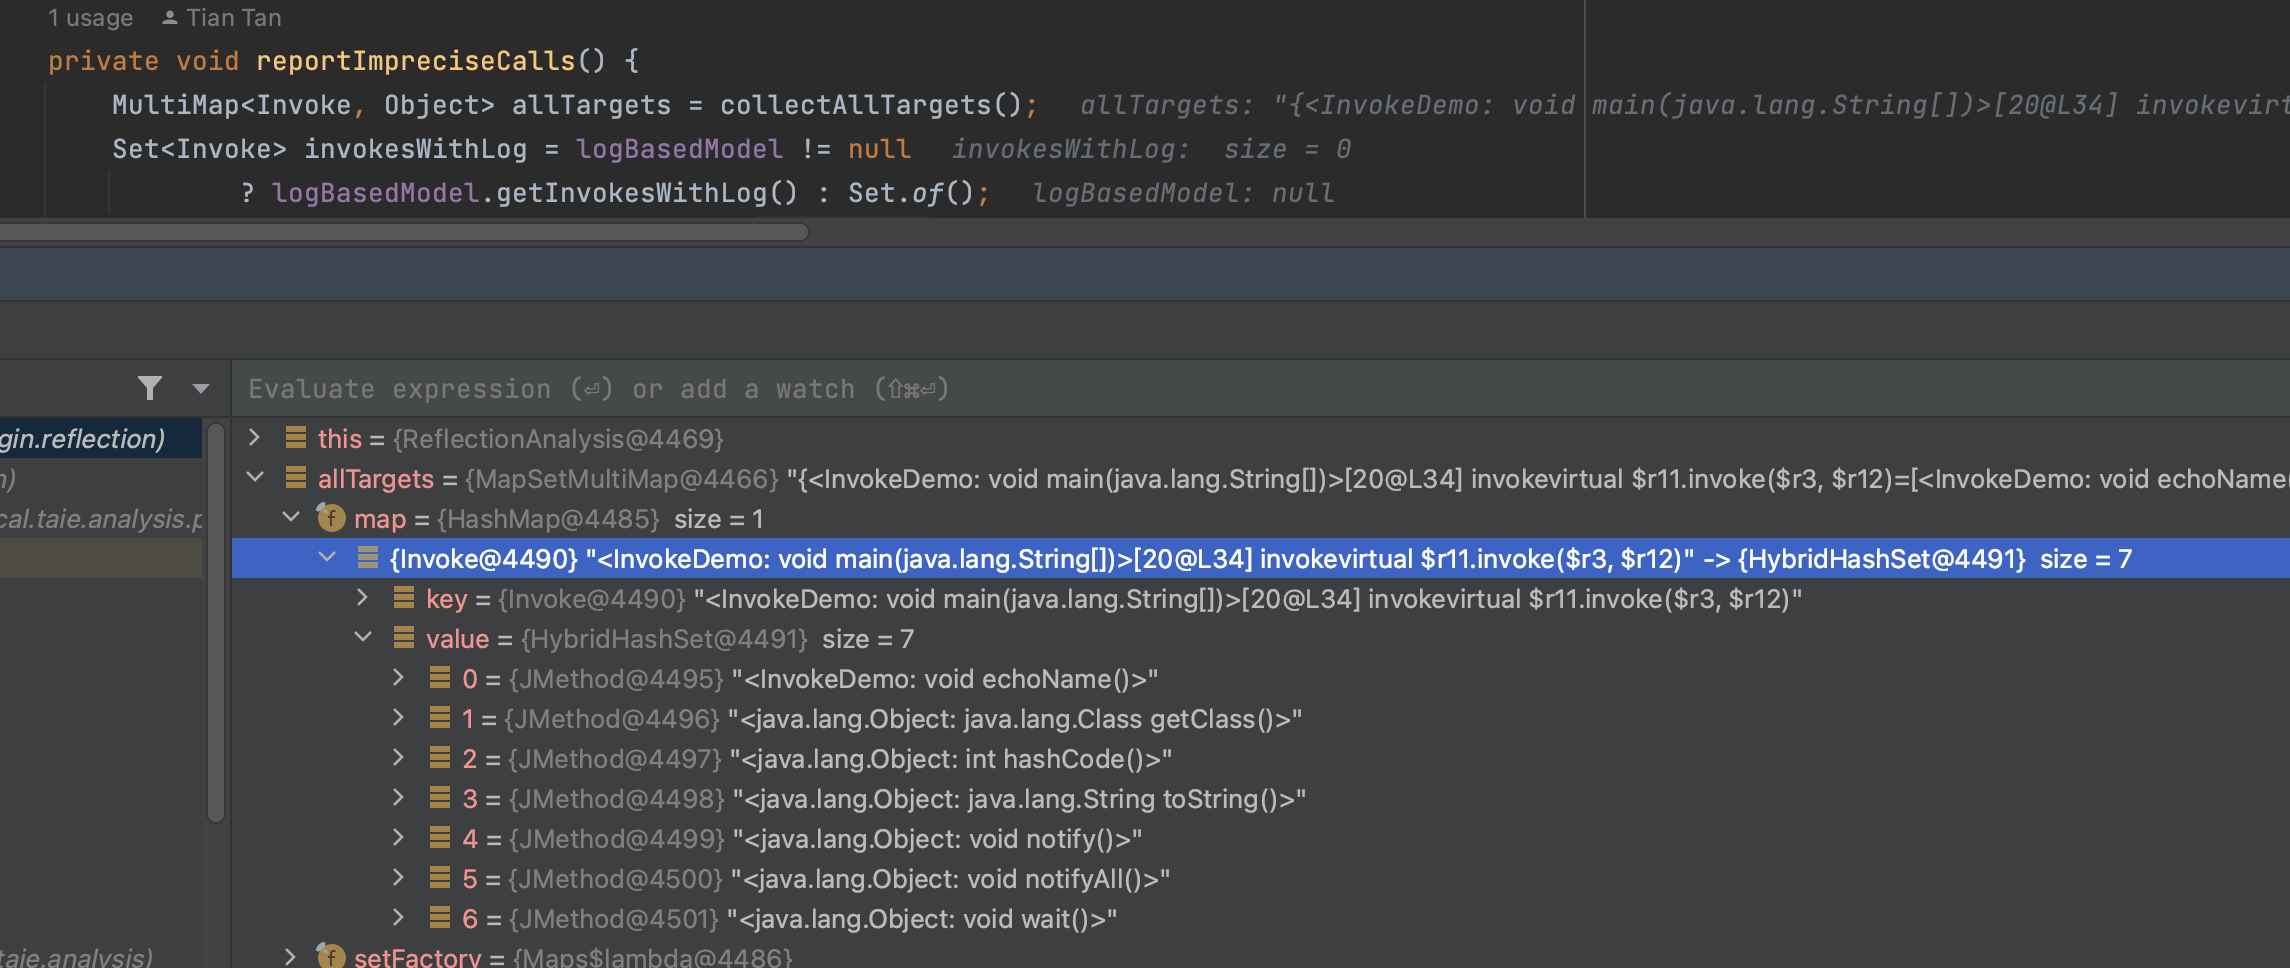 1 usage Tian Tan
private void reportImpreciseCalls() {
MultiMap<Invoke, Object> allTargets = collectAllTargets(); allTargets: "{<InvokeDemo: void main(java.lang.String[])>[20@L34] invokevirt
Set<Invoke> invokesWithLog = logBasedModel != null invokesWithLog: size = 0
? logBasedModel.getInvokesWithLog() : Set.of(); logBasedModel: null
Evaluate expression (⏎) or add a watch (⇧⌘⏎)
gin.reflection)
this = {ReflectionAnalysis@4469}
n)
allTargets = {MapSetMultiMap@4466} "{<InvokeDemo: void main(java.lang.String[])>[20@L34] invokevirtual $r11.invoke($r3, $r12)=[<InvokeDemo: void echoName(
cal.taie.analysis.p
map = {HashMap@4485} size = 1
{Invoke@4490} "<InvokeDemo: void main(java.lang.String[])>[20@L34] invokevirtual $r11.invoke($r3, $r12)" -> {HybridHashSet@4491} size = 7
key = {Invoke@4490} "<InvokeDemo: void main(java.lang.String[])>[20@L34] invokevirtual $r11.invoke($r3, $r12)"
value = {HybridHashSet@4491} size = 7
0 = {JMethod@4495} "<InvokeDemo: void echoName()>"
1 = {JMethod@4496} "<java.lang.Object: java.lang.Class getClass()>"
2 = {JMethod@4497} "<java.lang.Object: int hashCode()>"
3 = {JMethod@4498} "<java.lang.Object: java.lang.String toString()>"
4 = {JMethod@4499} "<java.lang.Object: void notify()>"
5 = {JMethod@4500} "<java.lang.Object: void notifyAll()>"
6 = {JMethod@4501} "<java.lang.Object: void wait()>"
taie.analysis)
setFactory = {Maps$lambda@4486}